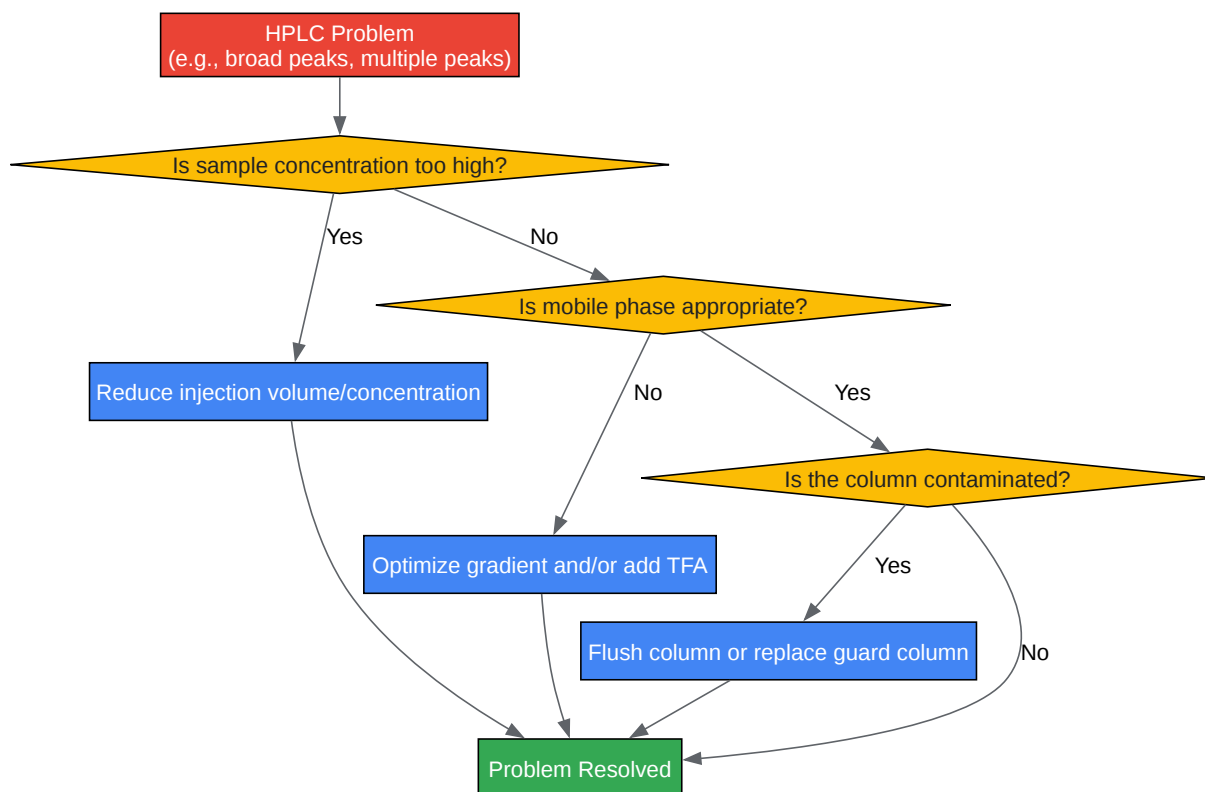 HPLC Problem
(e.g., broad peaks, multiple peaks)
Is sample concentration too high?
Yes
No
Is mobile phase appropriate?
Reduce injection volume/concentration
No
Yes
Is the column contaminated?
Optimize gradient and/or add TFA
Yes
Flush column or replace guard column
No
Problem Resolved